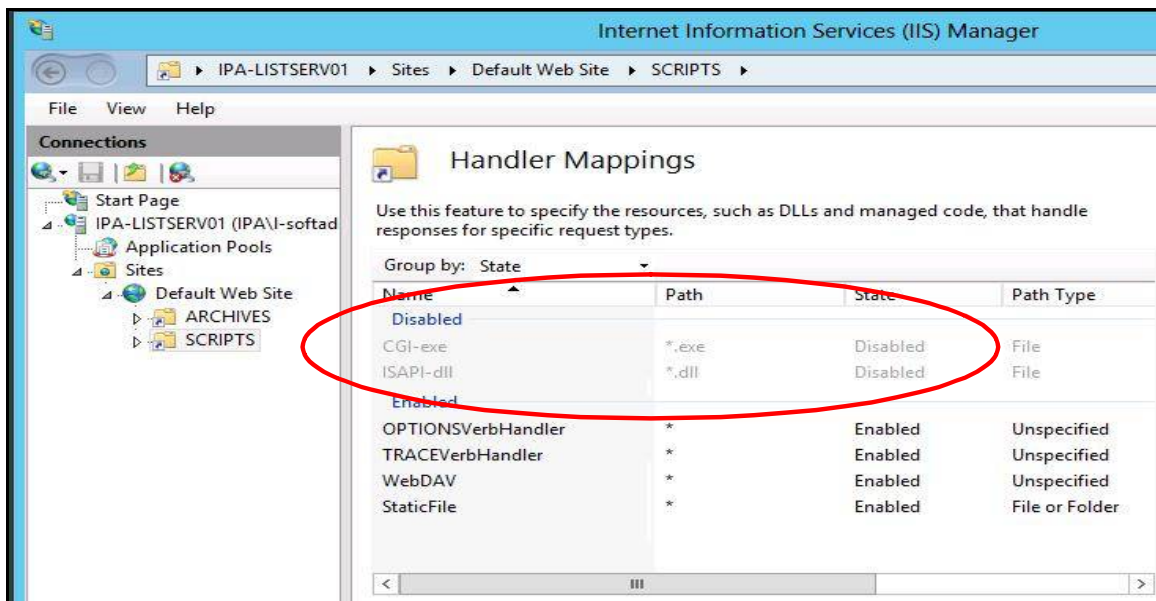 Internet Information Services (IIS) Manager
IPA-LISTSERV01 Sites Default Web Site SCRIPTS
File View Help
Connections
Start Page
IPA-LISTSERV01 (IPA\I-softad
Application Pools
Sites
Default Web Site
ARCHIVES
SCRIPTS
Handler Mappings
Use this feature to specify the resources, such as DLLs and managed code, that handle
responses for specific request types.
Group by: State
Name Path State Path Type
Disabled
CGI-exe *.exe Disabled File
ISAPI-dll *.dll Disabled File
Enabled
OPTIONSVerbHandler * Enabled Unspecified
TRACEVerbHandler * Enabled Unspecified
WebDAV * Enabled Unspecified
StaticFile * Enabled File or Folder